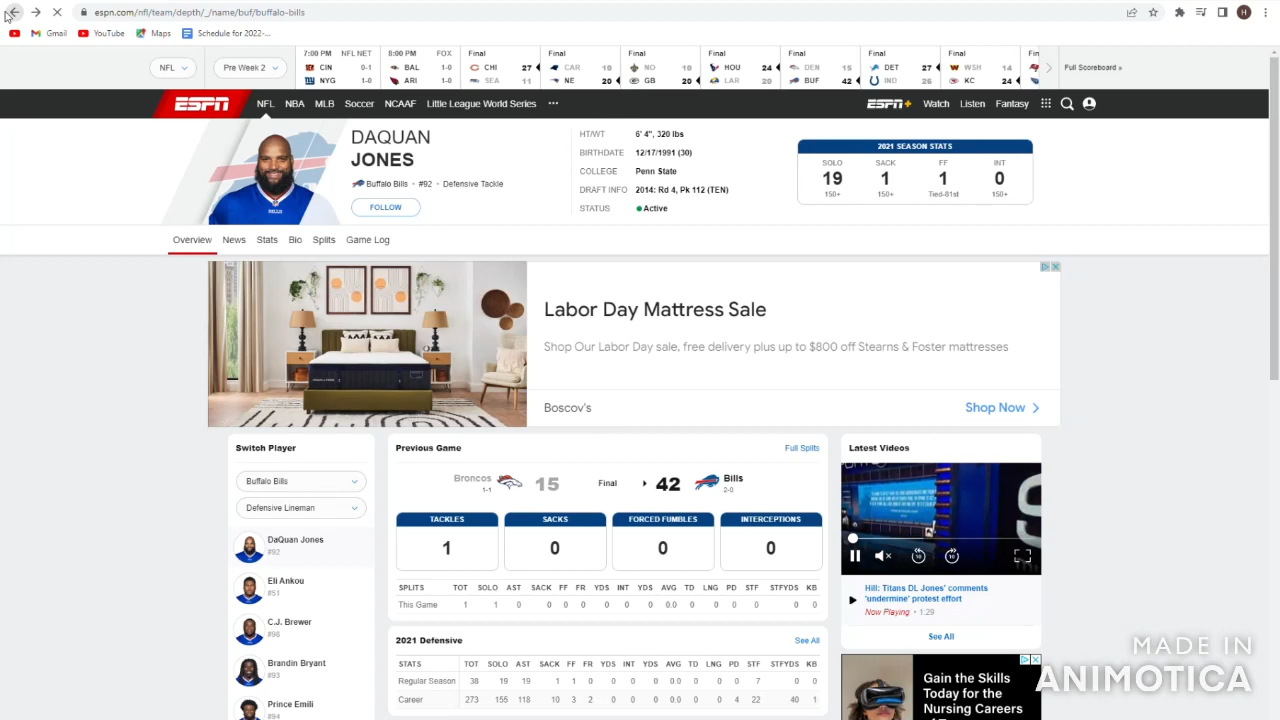 espn.com/nfl/team/depth/_/name/buf/buffalo-bills
H
Gmail
YouTube
Maps
Schedule for 2022-...
NFL
Pre Week 2
7:00 PM NFL NET
CIN 0-1
NYG 1-0
8:00 PM FOX
BAL 1-0
ARI 1-0
Final
CHI 27
SEA 11
Final
CAR 10
NE 20
Final
NO 10
GB 20
Final
HOU 24
LAR 20
Final
DEN 15
BUF 42
Final
DET 27
IND 26
Final
WSH 14
KC 24
Full Scoreboard »
ESPN
NFL
NBA
MLB
Soccer
NCAAF
Little League World Series
...
ESPN+
Watch
Listen
Fantasy
DAQUAN
JONES
Buffalo Bills • #92 • Defensive Tackle
FOLLOW
HT/WT 6' 4", 320 lbs
BIRTHDATE 12/17/1991 (30)
COLLEGE Penn State
DRAFT INFO 2014: Rd 4, Pk 112 (TEN)
STATUS Active
2021 SEASON STATS
SOLO SACK FF INT
19 1 1 0
150+ 150+ Tied-81st 150+
Overview News Stats Bio Splits Game Log
Labor Day Mattress Sale
Shop Our Labor Day sale, free delivery plus up to $800 off Stearns & Foster mattresses
Boscov's
Shop Now
Switch Player
Buffalo Bills
Defensive Lineman
DaQuan Jones
#92
Eli Ankou
#51
C.J. Brewer
#96
Brandin Bryant
#93
Prince Emili
#94
Previous Game
Full Splits
Broncos 15
1-1
Final
42 Bills
2-0
TACKLES SACKS FORCED FUMBLES INTERCEPTIONS
1 0 0 0
SPLITS TOT SOLO AST SACK FF FR YDS INT YDS AVG TD LNG PD STF STFYDS KB
This Game 1 1 0 0 0 0 0 0 0 0.0 0 0 0 0 0 0
2021 Defensive
See All
STATS TOT SOLO AST SACK FF FR YDS INT YDS AVG TD LNG PD STF STFYDS KB
Regular Season 38 19 19 1 1 0 0 0 0 0.0 0 0 0 7 0 0
Career 273 155 118 10 3 2 0 0 0 0.0 0 0 4 22 40 1
Latest Videos
Hill: Titans DL Jones' comments
'undermine' protest effort
Now Playing • 1:29
See All
Gain the Skills
Today for the
Nursing Careers
MADE IN
ANIMOTICA